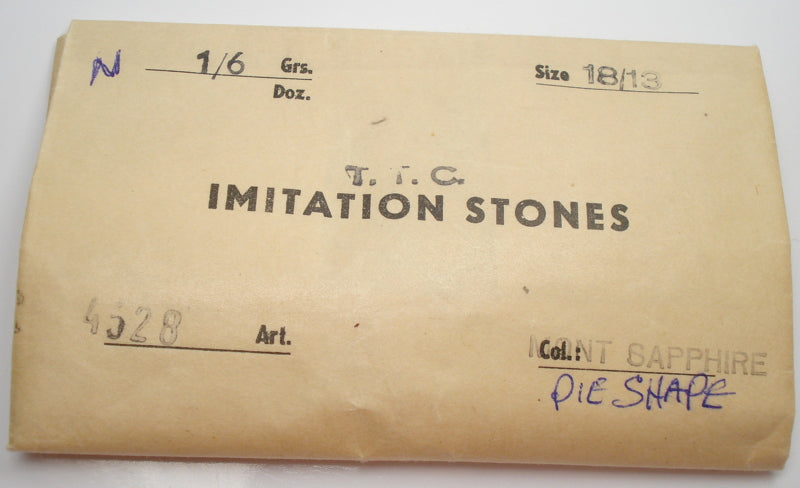 N 1/6 Grs. Size 18/13
Doz.
T. T. C.
IMITATION STONES
4528 Art. Col.: MONT SAPPHIRE
PIE SHAPE